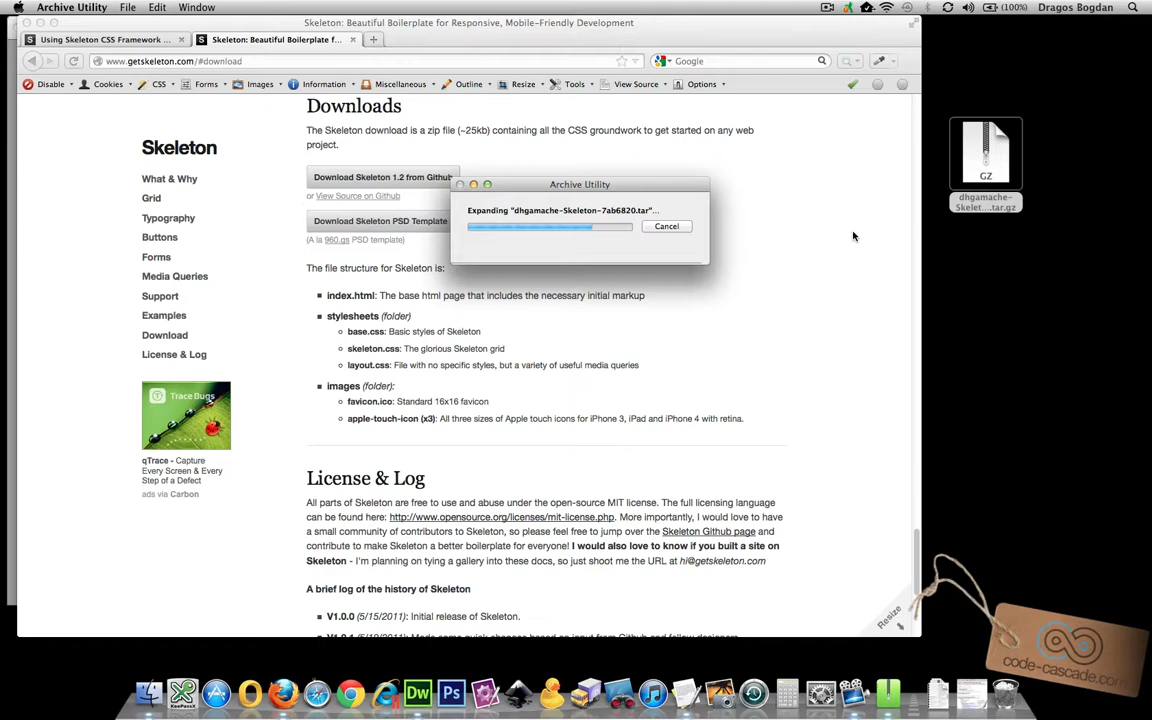 Archive Utility File Edit Window (100%) Dragos Bogdan
Skeleton: Beautiful Boilerplate for Responsive, Mobile-Friendly Development
S Using Skeleton CSS Framework ... S Skeleton: Beautiful Boilerplate f...
www.getskeleton.com/#download Google
Disable Cookies CSS Forms Images Information Miscellaneous Outline Resize Tools View Source Options
Downloads
The Skeleton download is a zip file (~25kb) containing all the CSS groundwork to get started on any web
project.
Skeleton
What & Why
Grid
Typography
Buttons
Forms
Media Queries
Support
Examples
Download
License & Log
Download Skeleton 1.2 from Github
or View Source on Github
Download Skeleton PSD Template
(A la 960.gs PSD template)
Archive Utility
Expanding "dhgamache-Skeleton-7ab6820.tar"...
Cancel
GZ
dhgamache-
Skelet...tar.gz
The file structure for Skeleton is:
index.html: The base html page that includes the necessary initial markup
stylesheets (folder)
base.css: Basic styles of Skeleton
skeleton.css: The glorious Skeleton grid
layout.css: File with no specific styles, but a variety of useful media queries
images (folder):
favicon.ico: Standard 16x16 favicon
apple-touch-icon (x3): All three sizes of Apple touch icons for iPhone 3, iPad and iPhone 4 with retina.
TraceBugs
qTrace - Capture
Every Screen & Every
Step of a Defect
ads via Carbon
License & Log
All parts of Skeleton are free to use and abuse under the open-source MIT license. The full licensing language
can be found here: http://www.opensource.org/licenses/mit-license.php. More importantly, I would love to have
a small community of contributors to Skeleton, so please feel free to jump over the Skeleton Github page and
contribute to make Skeleton a better boilerplate for everyone! I would also love to know if you built a site on
Skeleton - I'm planning on tying a gallery into these docs, so just shoot me the URL at hi@getskeleton.com
A brief log of the history of Skeleton
V1.0.0 (5/15/2011): Initial release of Skeleton.
Resize
code-cascade.com
Dw Ps